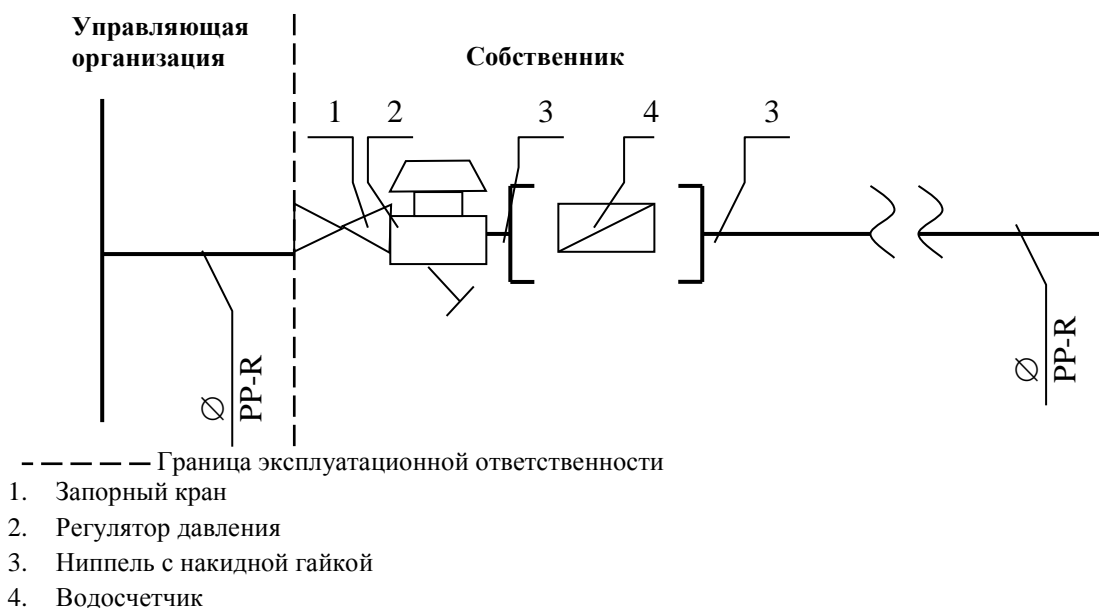 Управляющая
организация
Собственник
1 2 3 4 3
∅
PP-R
∅
PP-R
Граница эксплуатационной ответственности
1. Запорный кран
2. Регулятор давления
3. Ниппель с накидной гайкой
4. Водосчетчик